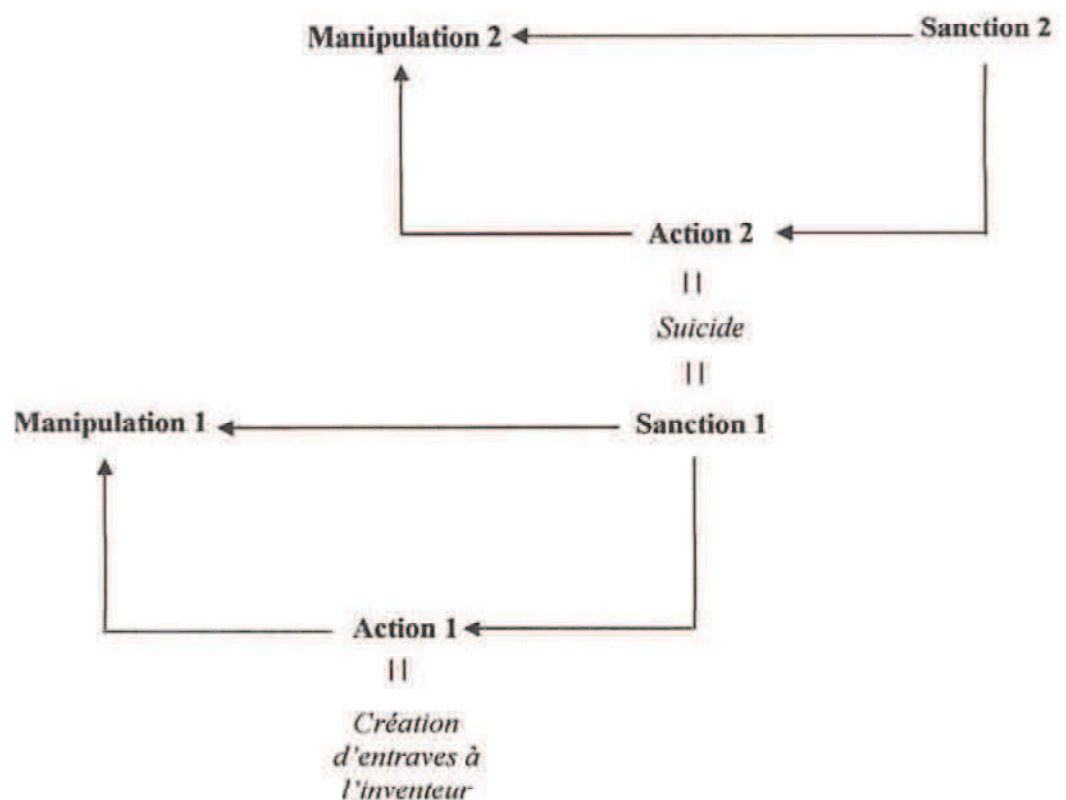 Manipulation 2 Sanction 2
Action 2
||
Suicide
||
Manipulation 1 Sanction 1
Action 1
||
Création
d'entraves à
l'inventeur